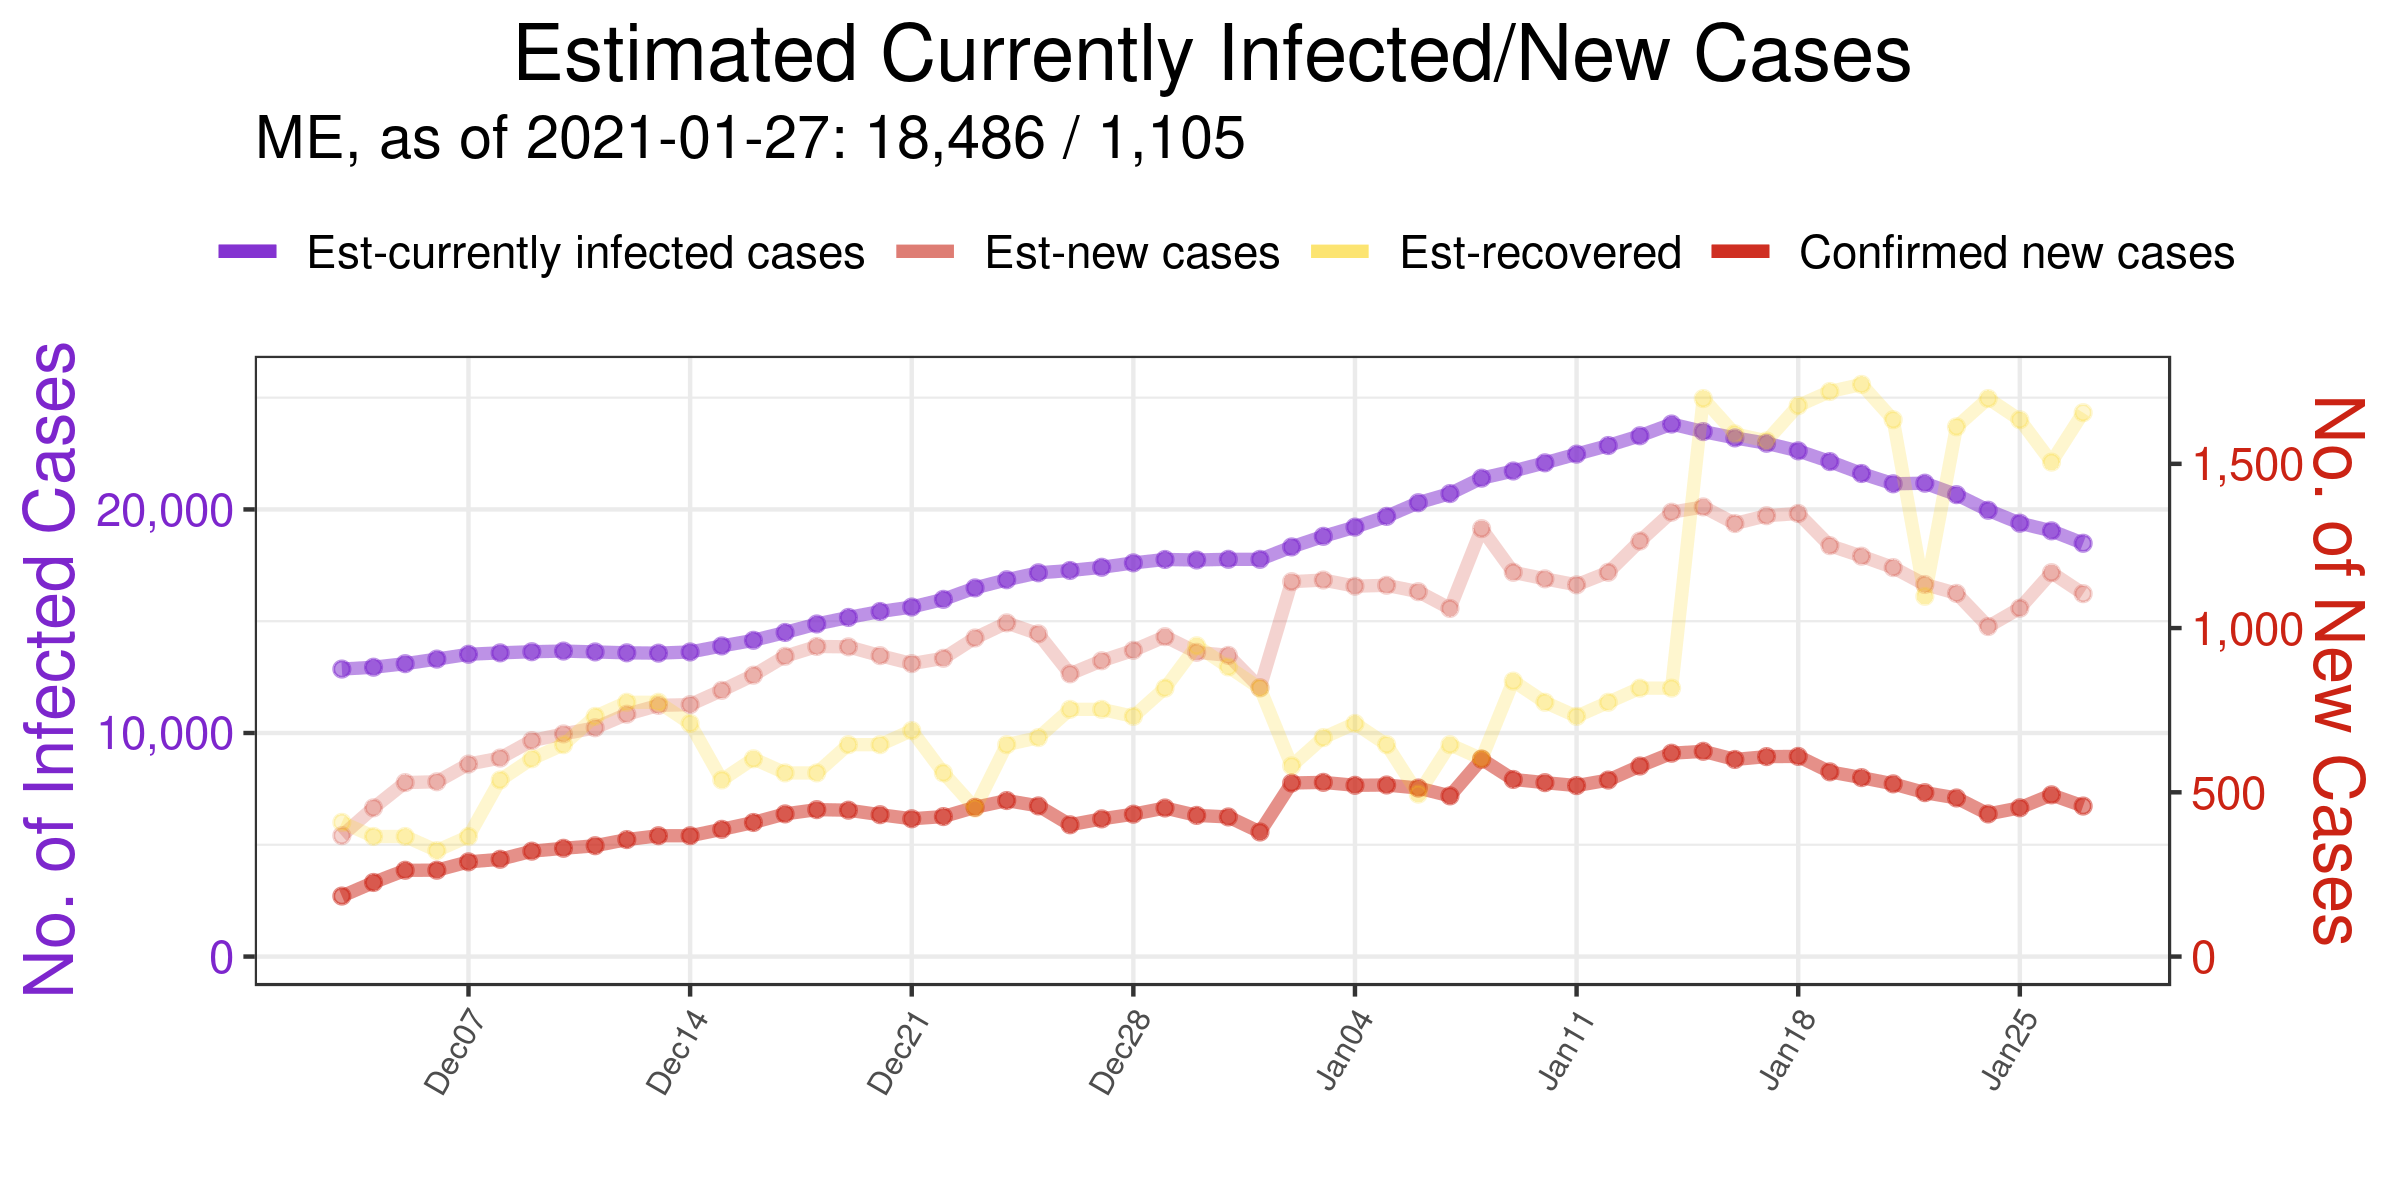 Estimated Currently Infected/New Cases
ME, as of 2021-01-27: 18,486 / 1,105
Est-currently infected cases
Est-new cases
Est-recovered
Confirmed new cases
No. of Infected Cases
20,000
10,000
0
1,500
1,000
500
0
No. of New Cases
Dec07
Dec14
Dec21
Dec28
Jan04
Jan11
Jan18
Jan25